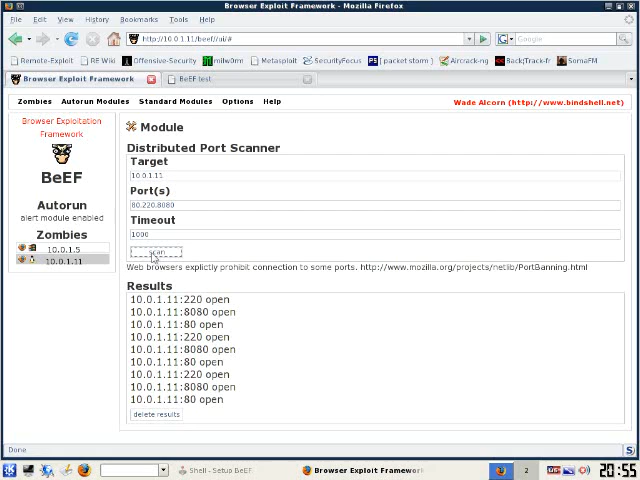 Browser Exploit Framework - Mozilla Firefox
File Edit View History Bookmarks Tools Help
http://10.0.1.11/beef//ui/#
Google
Remote-Exploit RE Wiki Offensive-Security milw0rm Metasploit SecurityFocus [ packet storm ] Aircrack-ng Back|Track-fr SomaFM
Browser Exploit Framework BeEF test
Zombies Autorun Modules Standard Modules Options Help
Wade Alcorn (http://www.bindshell.net)
Browser Exploitation
Framework
BeEF
Autorun
alert module enabled
Zombies
10.0.1.5
10.0.1.11
Module
Distributed Port Scanner
Target
10.0.1.11
Port(s)
80,220,8080
Timeout
1000
scan
Web browsers explictly prohibit connection to some ports. http://www.mozilla.org/projects/netlib/PortBanning.html
Results
10.0.1.11:220 open
10.0.1.11:8080 open
10.0.1.11:80 open
10.0.1.11:220 open
10.0.1.11:8080 open
10.0.1.11:80 open
10.0.1.11:220 open
10.0.1.11:8080 open
10.0.1.11:80 open
delete results
Done
Shell - Setup BeEF Browser Exploit Framework 2 20:55